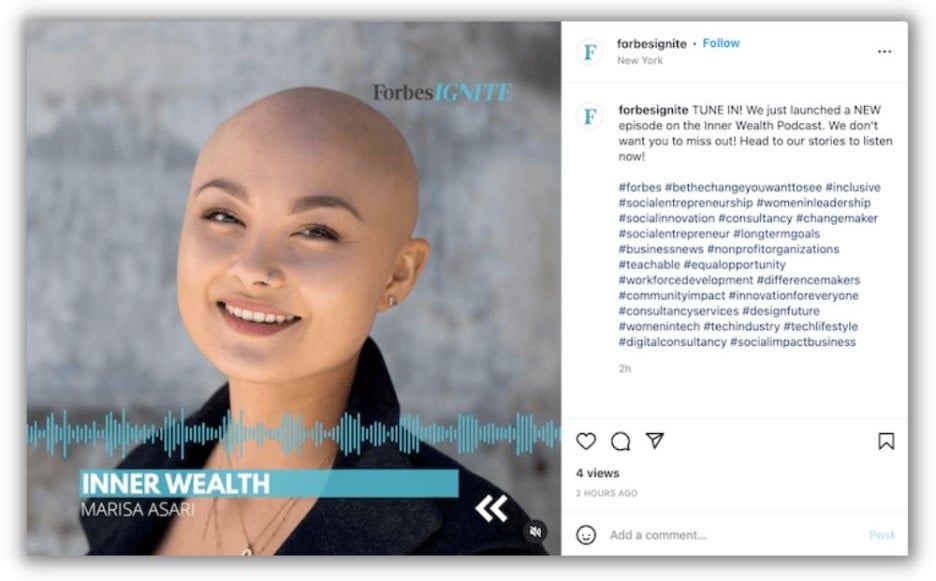 ForbesIGNITE
INNER WEALTH
MARISA ASARI
F
forbesignite • Follow
New York
F
forbesignite TUNE IN! We just launched a NEW
episode on the Inner Wealth Podcast. We don't
want you to miss out! Head to our stories to listen
now!
#forbes #bethechangeyouwanttosee #inclusive
#socialentrepreneurship #womeninleadership
#socialinnovation #consultancy #changemaker
#socialentrepreneur #longtermgoals
#businessnews #nonprofitorganizations
#teachable #equalopportunity
#workforcedevelopment #differencemakers
#communityimpact #innovationforeveryone
#consultancyservices #designfuture
#womenintech #techindustry #techlifestyle
#digitalconsultancy #socialimpactbusiness
2h
4 views
2 HOURS AGO
Add a comment...
Post